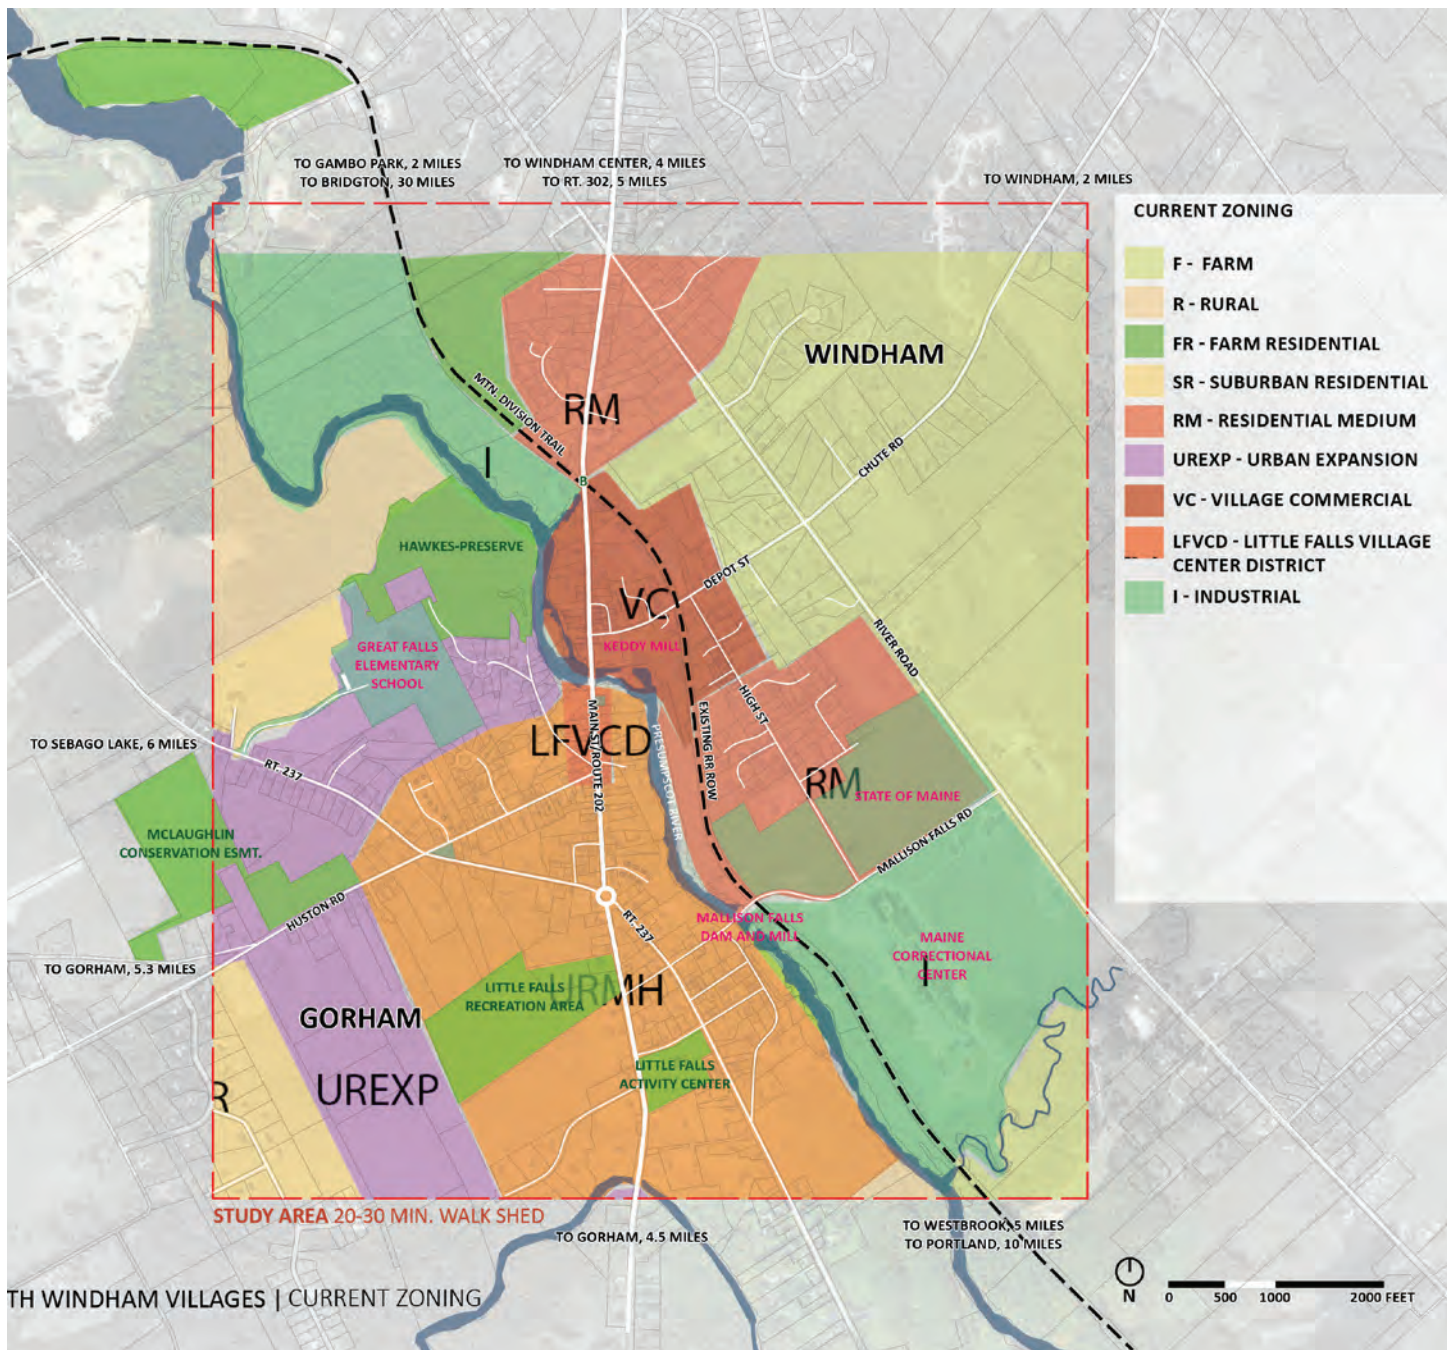 TO GAMBO PARK, 2 MILES
TO BRIDGTON, 30 MILES
TO WINDHAM CENTER, 4 MILES
TO RT. 302, 5 MILES
TO WINDHAM, 2 MILES
CURRENT ZONING
F - FARM
R - RURAL
FR - FARM RESIDENTIAL
SR - SUBURBAN RESIDENTIAL
RM - RESIDENTIAL MEDIUM
UREXP - URBAN EXPANSION
VC - VILLAGE COMMERCIAL
LFVCD - LITTLE FALLS VILLAGE
CENTER DISTRICT
I - INDUSTRIAL
WINDHAM
RM
MTN. DIVISION TRAIL
I
B
CHUTE RD
HAWKES-PRESERVE
DEPOT ST
VC
KEDDY MILL
RIVER ROAD
GREAT FALLS
ELEMENTARY
SCHOOL
HIGH ST
EXISTING RR ROW
MAIN ST/ROUTE 202
LFVCD
PRESUMPSCOT RIVER
TO SEBAGO LAKE, 6 MILES
RT. 237
RM
STATE OF MAINE
MALLISON FALLS RD
MCLAUGHLIN
CONSERVATION ESMT.
HUSTON RD
RT. 237
MALLISON FALLS
DAM AND MILL
MAINE
CORRECTIONAL
CENTER
I
TO GORHAM, 5.3 MILES
LITTLE FALLS
RECREATION AREA
URMH
GORHAM
LITTLE FALLS
ACTIVITY CENTER
UREXP
R
STUDY AREA 20-30 MIN. WALK SHED
TO GORHAM, 4.5 MILES
TO WESTBROOK, 5 MILES
TO PORTLAND, 10 MILES
N
0 500 1000 2000 FEET
TH WINDHAM VILLAGES | CURRENT ZONING